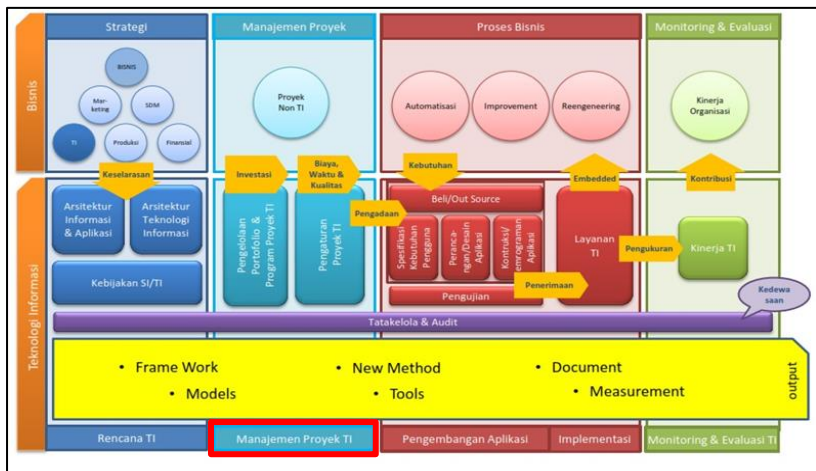 Strategi
Manajemen Proyek
Proses Bisnis
Monitoring & Evaluasi
Bisnis
BISNIS
Mar-
keting
SDM
TI
Produksi
Finansial
Proyek
Non TI
Automatisasi
Improvement
Reengeneering
Kinerja
Organisasi
Keselarasan
Investasi
Biaya,
Waktu &
Kualitas
Kebutuhan
Embedded
Kontribusi
Teknologi Informasi
Arsitektur
Informasi
& Aplikasi
Arsitektur
Teknologi
Informasi
Kebijakan SI/TI
Pengelolaan
Portofolio &
Program Proyek TI
Pengaturan
Proyek TI
Pengadaan
Beli/Out Source
Spesifikasi
Kebutuhan
Pengguna
Peranca-
ngan/Desain
Aplikasi
Kontruksi/
Pemrograman
Aplikasi
Pengujian
Penerimaan
Layanan
TI
Pengukuran
Kinerja TI
Kedewa
saan
Tatakelola & Audit
• Frame Work
• New Method
• Document
• Models
• Tools
• Measurement
output
Rencana TI
Manajemen Proyek TI
Pengembangan Aplikasi
Implementasi
Monitoring & Evaluasi TI